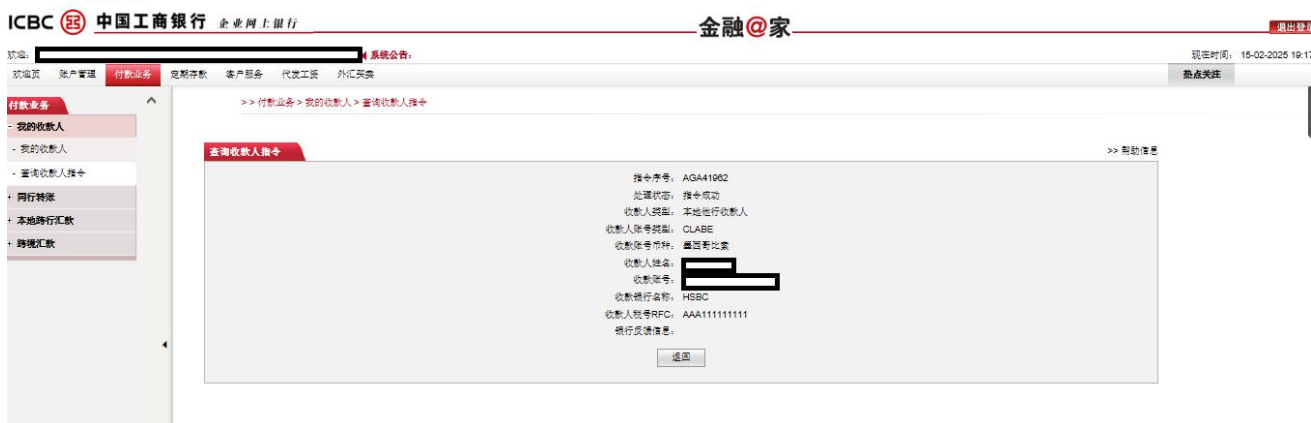 ICBC 中国工商银行 企业网上银行
金融@家
退出登录
欢迎:
系统公告:
现在时间: 15-02-2025 19:17
欢迎页 账户管理 付款业务 定期存款 客户服务 代发工资 外汇买卖
热点关注
付款业务
- 我的收款人
- 我的收款人
- 查询收款人指令
+ 同行转账
+ 本地跨行汇款
+ 跨境汇款
>> 付款业务 > 我的收款人 > 查询收款人指令
查询收款人指令
>> 帮助信息
指令序号: AGA41962
处理状态: 指令成功
收款人类型: 本地他行收款人
收款人账号类型: CLABE
收款账号币种: 墨西哥比索
收款人姓名:
收款账号:
收款银行名称: HSBC
收款人税号RFC: AAA111111111
银行反馈信息:
返回